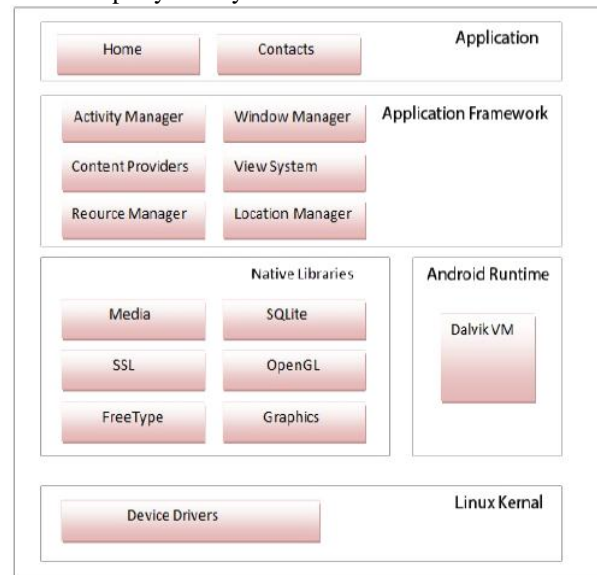 Application
Home Contacts
Application Framework
Activity Manager Window Manager
Content Providers View System
Reource Manager Location Manager
Native Libraries
Media SQLite
SSL OpenGL
FreeType Graphics
Android Runtime
Dalvik VM
Linux Kernal
Device Drivers